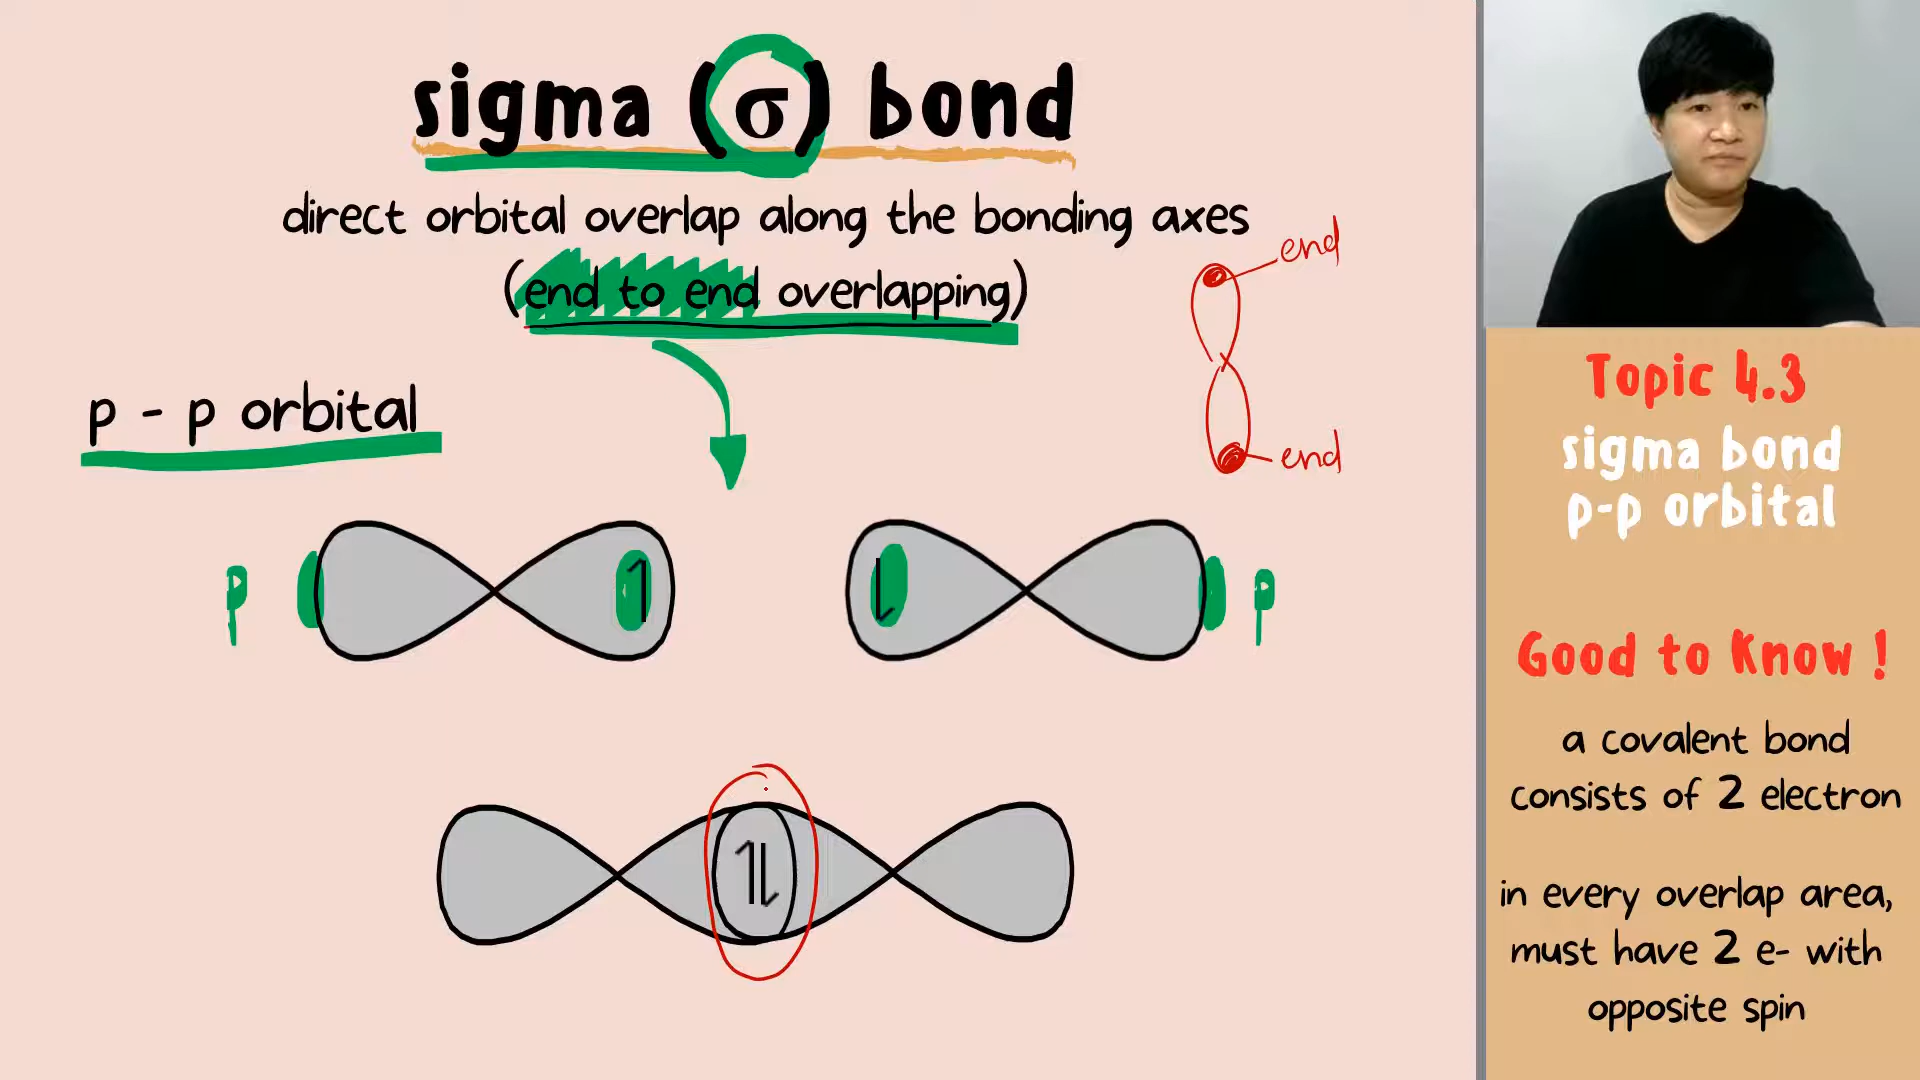 sigma (σ) bond
direct orbital overlap along the bonding axes
(end to end overlapping)
end
end
p - p orbital
p
p
↿
⇂
↿⇂
Topic 4.3
sigma bond
p-p orbital
Good to Know !
a covalent bond
consists of 2 electron
in every overlap area,
must have 2 e- with
opposite spin